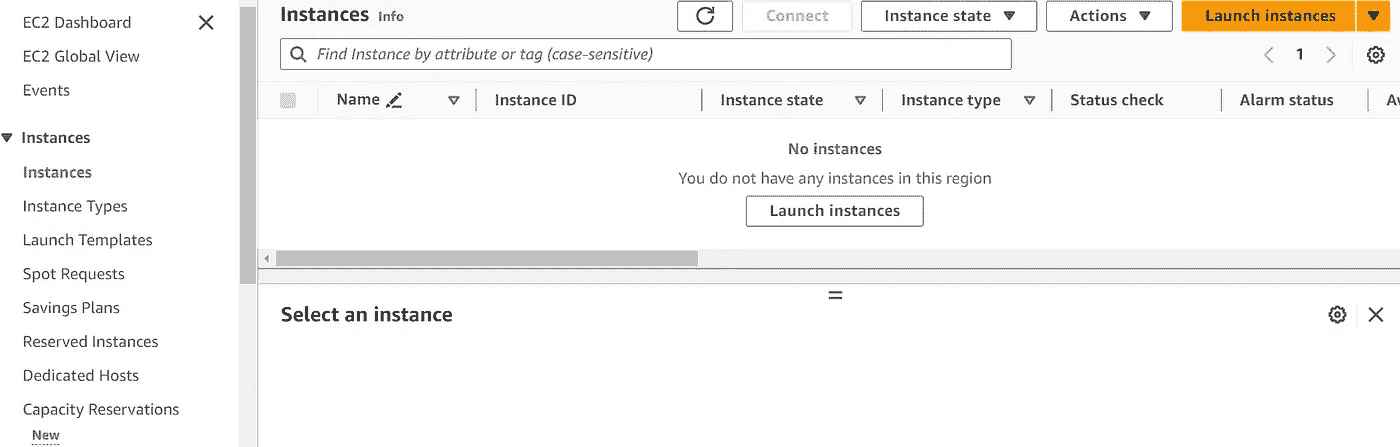 EC2 Dashboard
EC2 Global View
Events
Instances
Instances
Instance Types
Launch Templates
Spot Requests
Savings Plans
Reserved Instances
Dedicated Hosts
Capacity Reservations
New
Instances Info
Connect
Instance state
Actions
Launch instances
Find Instance by attribute or tag (case-sensitive)
1
Name
Instance ID
Instance state
Instance type
Status check
Alarm status
No instances
You do not have any instances in this region
Launch instances
Select an instance